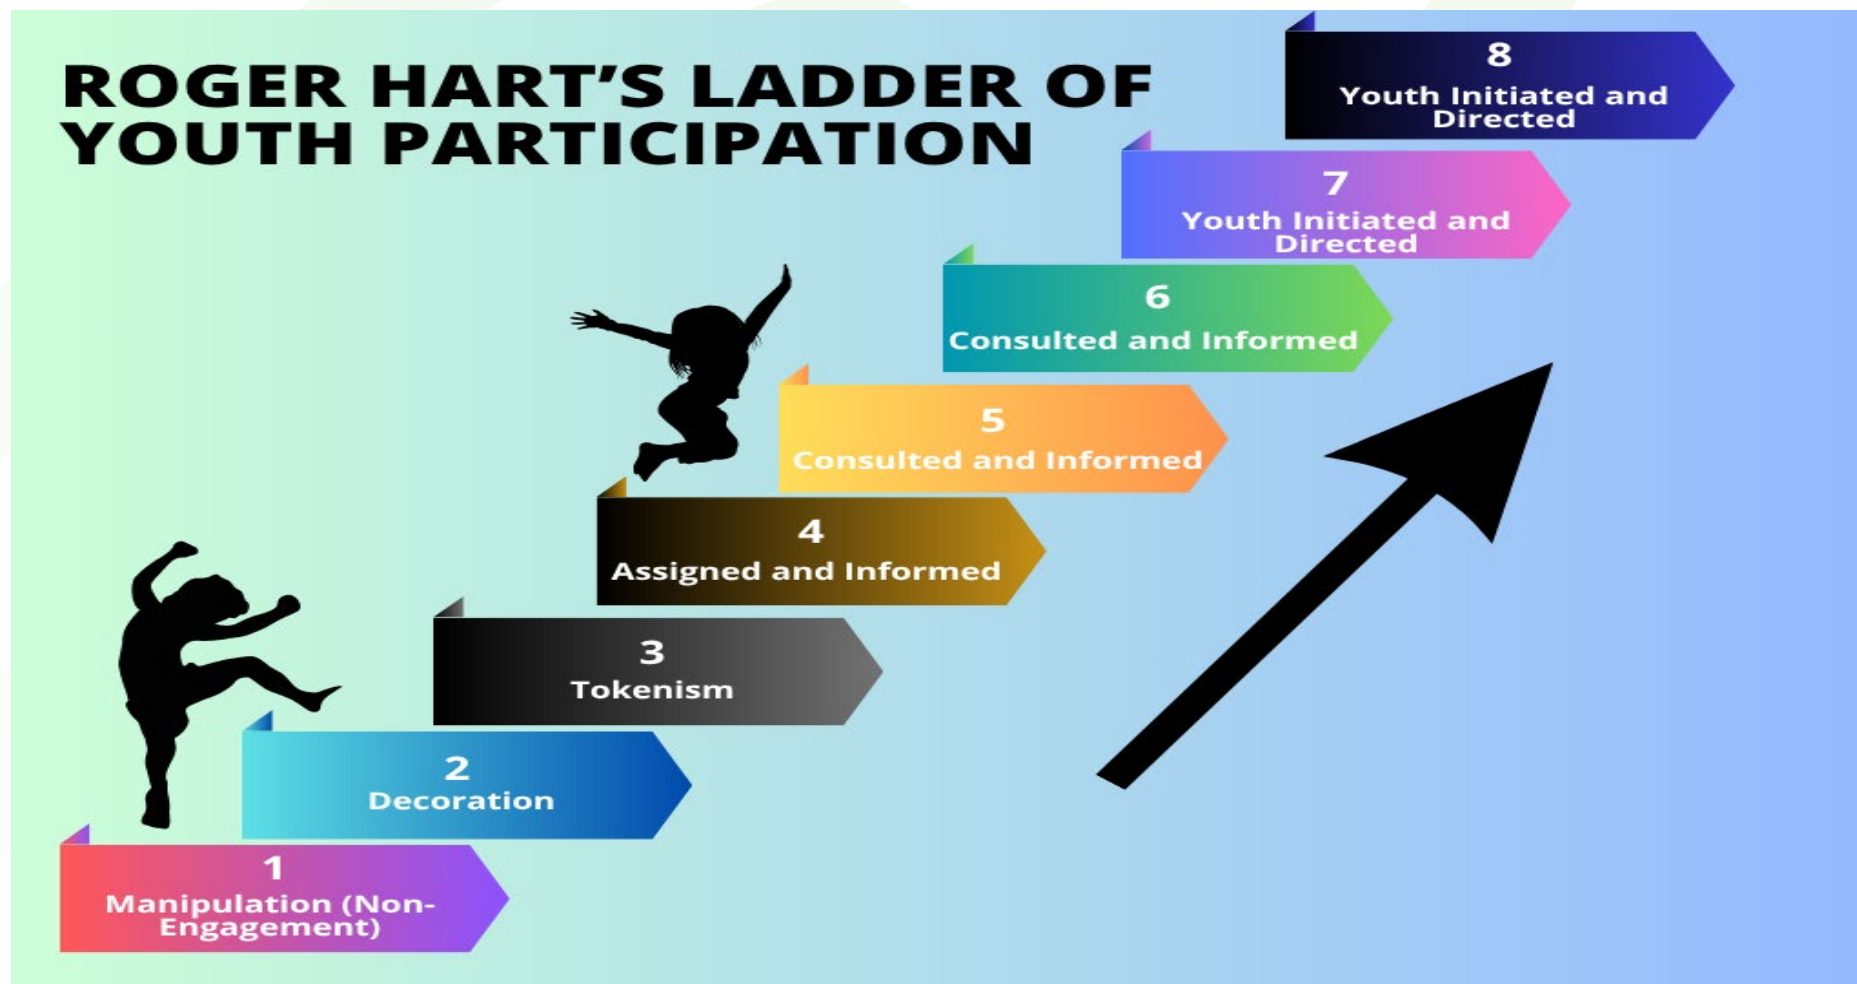 ROGER HART'S LADDER OF
YOUTH PARTICIPATION
8
Youth Initiated and
Directed
7
Youth Initiated and
Directed
6
Consulted and Informed
5
Consulted and Informed
4
Assigned and Informed
3
Tokenism
2
Decoration
1
Manipulation (Non-
Engagement)